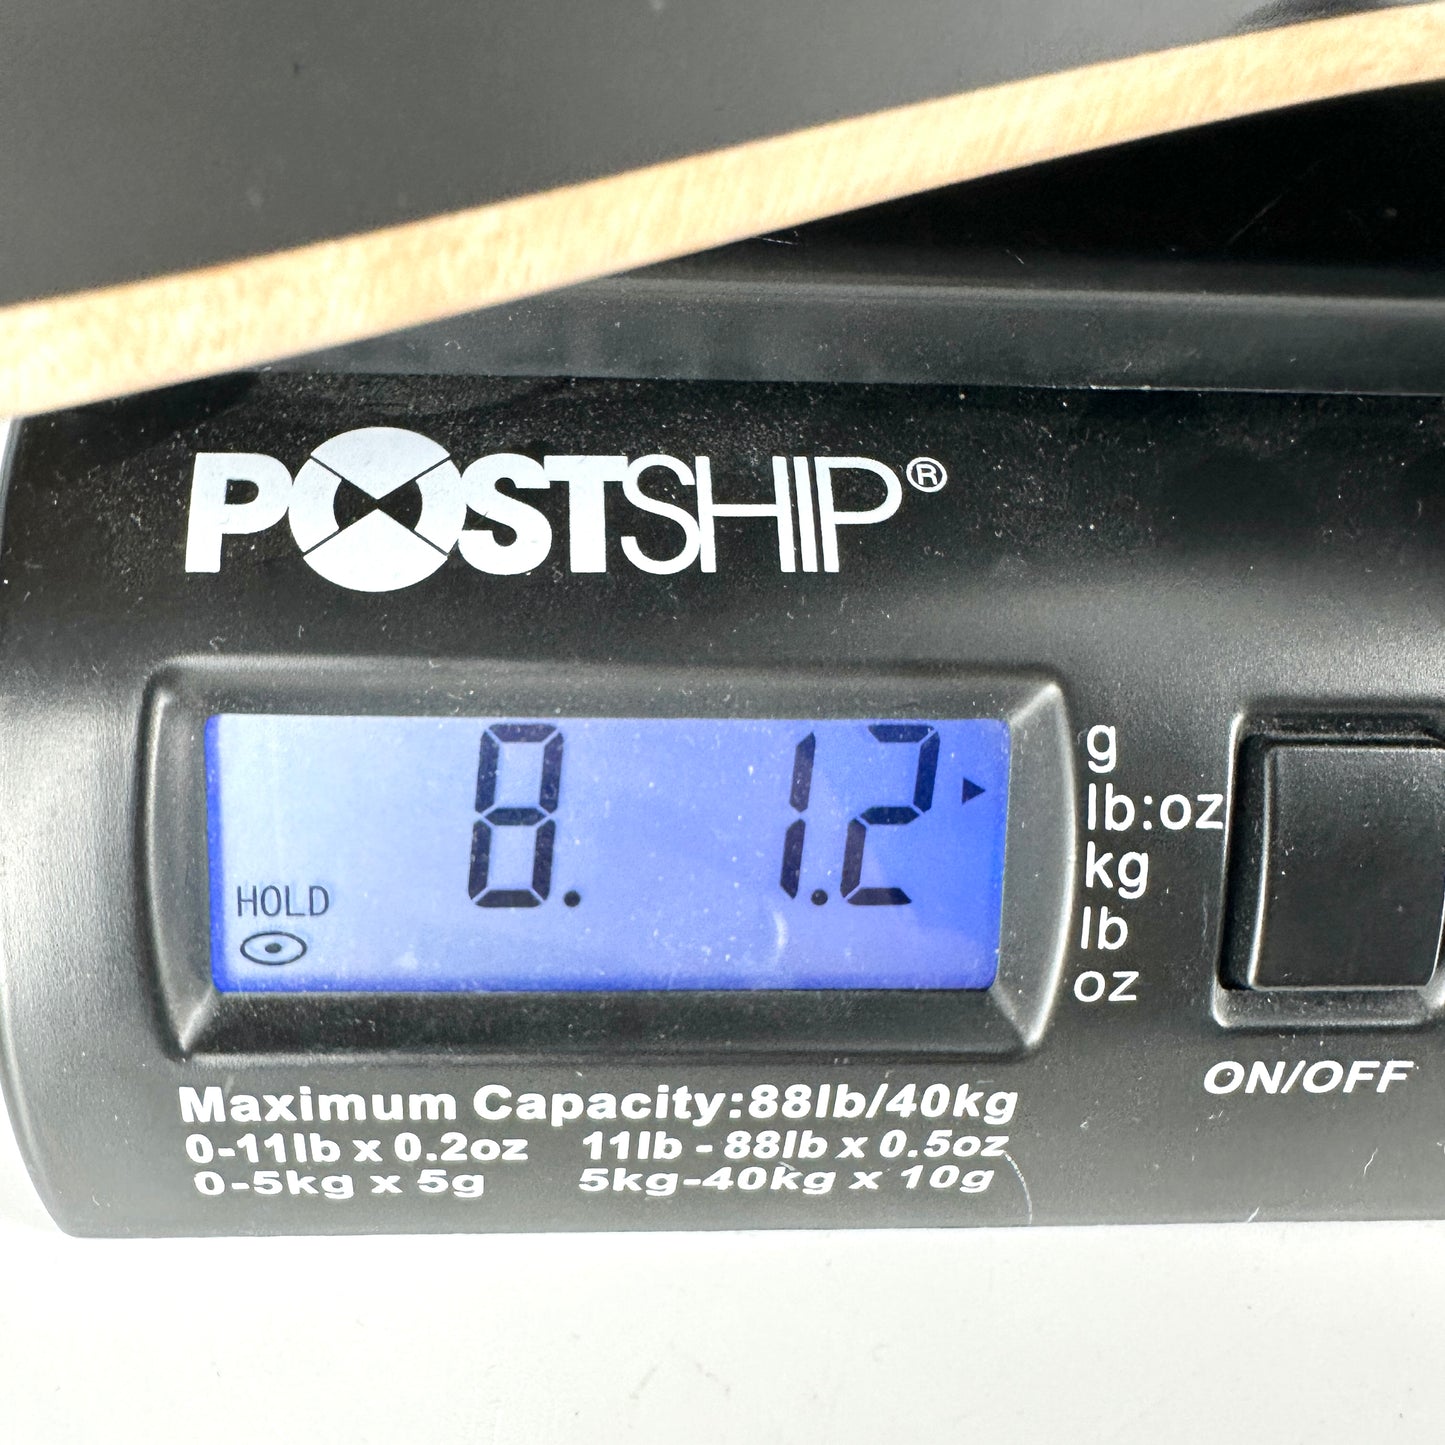 POSTSHIP®
8. 1.2
HOLD
g
lb:oz
kg
lb
oz
ON/OFF
Maximum Capacity:88lb/40kg
0-11lb x 0.2oz 11lb - 88lb x 0.5oz
0-5kg x 5g 5kg-40kg x 10g